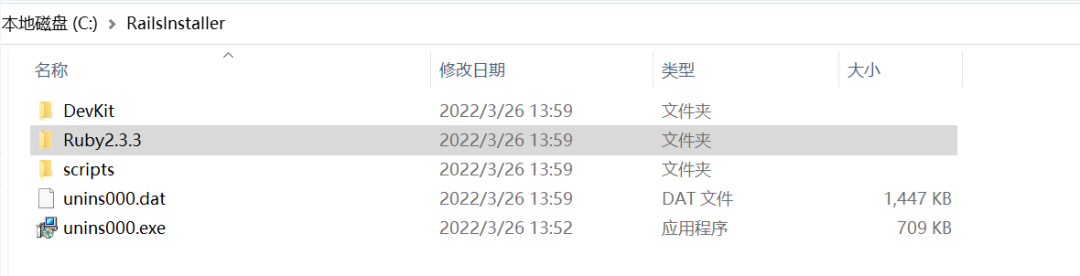 本地磁盘 (C:) > RailsInstaller
名称 修改日期 类型 大小
DevKit 2022/3/26 13:59 文件夹
Ruby2.3.3 2022/3/26 13:59 文件夹
scripts 2022/3/26 13:59 文件夹
unins000.dat 2022/3/26 13:59 DAT 文件 1,447 KB
unins000.exe 2022/3/26 13:52 应用程序 709 KB